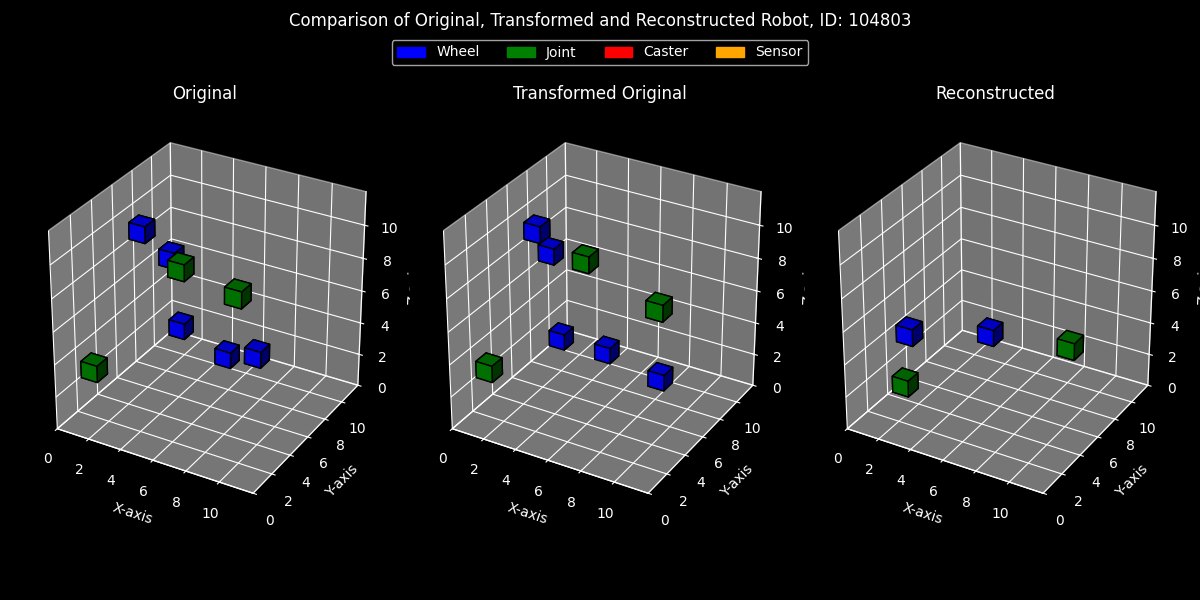 Comparison of Original, Transformed and Reconstructed Robot, ID: 104803
Wheel Joint Caster Sensor
Original Transformed Original Reconstructed
10 10 10
8 8 8
6 6 6
4 4 4
2 2 2
0 0 0
10 10 10
8 8 8
0 6 0 6 0 6
2 4 2 4 2 4
4 2 4 2 4 2
6 0 6 0 6 0
8 8 8
10 10 10
X-axis Y-axis X-axis Y-axis X-axis Y-axis